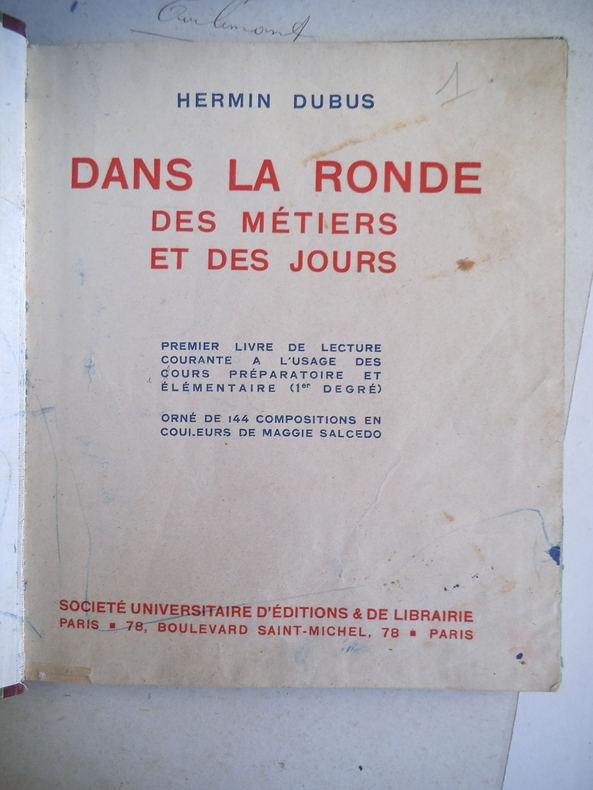 HERMIN DUBUS
1
DANS LA RONDE
DES MÉTIERS
ET DES JOURS
PREMIER LIVRE DE LECTURE
COURANTE A L'USAGE DES
COURS PRÉPARATOIRE ET
ÉLÉMENTAIRE (1er DEGRÉ)
ORNÉ DE 144 COMPOSITIONS EN
COULEURS DE MAGGIE SALCEDO
SOCIETÉ UNIVERSITAIRE D'ÉDITIONS & DE LIBRAIRIE
PARIS ▪ 78, BOULEVARD SAINT-MICHEL, 78 ▪ PARIS